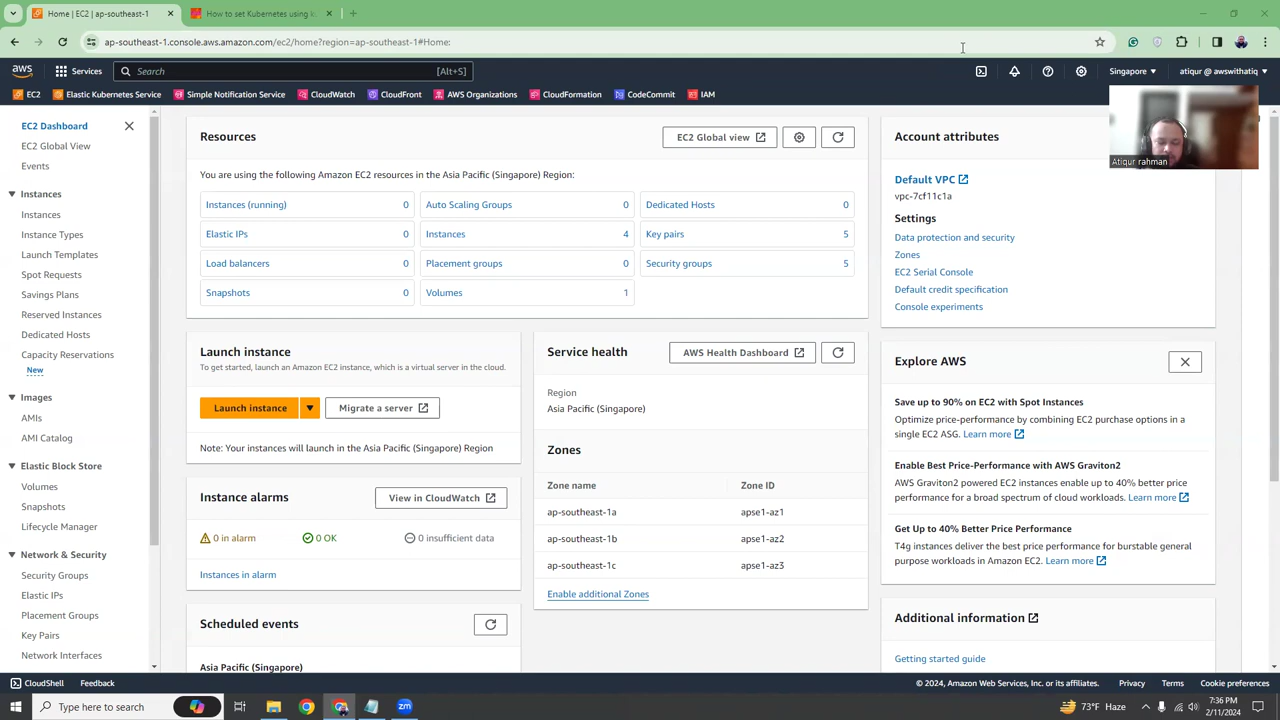 Home | EC2 | ap-southeast-1
How to set Kubernetes using k
ap-southeast-1.console.aws.amazon.com/ec2/home?region=ap-southeast-1#Home:
aws
Services
Search
[Alt+S]
Singapore
atiqur @ awswithatiq
EC2
Elastic Kubernetes Service
Simple Notification Service
CloudWatch
CloudFront
AWS Organizations
CloudFormation
CodeCommit
IAM
EC2 Dashboard
EC2 Global View
Events
Instances
Instances
Instance Types
Launch Templates
Spot Requests
Savings Plans
Reserved Instances
Dedicated Hosts
Capacity Reservations
New
Images
AMIs
AMI Catalog
Elastic Block Store
Volumes
Snapshots
Lifecycle Manager
Network & Security
Security Groups
Elastic IPs
Placement Groups
Key Pairs
Network Interfaces
Resources
EC2 Global view
You are using the following Amazon EC2 resources in the Asia Pacific (Singapore) Region:
Instances (running) 0
Auto Scaling Groups 0
Dedicated Hosts 0
Elastic IPs 0
Instances 4
Key pairs 5
Load balancers 0
Placement groups 0
Security groups 5
Snapshots 0
Volumes 1
Launch instance
To get started, launch an Amazon EC2 instance, which is a virtual server in the cloud.
Launch instance
Migrate a server
Note: Your instances will launch in the Asia Pacific (Singapore) Region
Instance alarms
View in CloudWatch
0 in alarm
0 OK
0 insufficient data
Instances in alarm
Scheduled events
Asia Pacific (Singapore)
Service health
AWS Health Dashboard
Region
Asia Pacific (Singapore)
Zones
Zone name Zone ID
ap-southeast-1a apse1-az1
ap-southeast-1b apse1-az2
ap-southeast-1c apse1-az3
Enable additional Zones
Account attributes
Atiqur rahman
Default VPC
vpc-7cf11c1a
Settings
Data protection and security
Zones
EC2 Serial Console
Default credit specification
Console experiments
Explore AWS
Save up to 90% on EC2 with Spot Instances
Optimize price-performance by combining EC2 purchase options in a
single EC2 ASG. Learn more
Enable Best Price-Performance with AWS Graviton2
AWS Graviton2 powered EC2 instances enable up to 40% better price
performance for a broad spectrum of cloud workloads. Learn more
Get Up to 40% Better Price Performance
T4g instances deliver the best price performance for burstable general
purpose workloads in Amazon EC2. Learn more
Additional information
Getting started guide
CloudShell
Feedback
© 2024, Amazon Web Services, Inc. or its affiliates.
Privacy
Terms
Cookie preferences
Type here to search
zm
73°F Haze
7:36 PM
2/11/2024